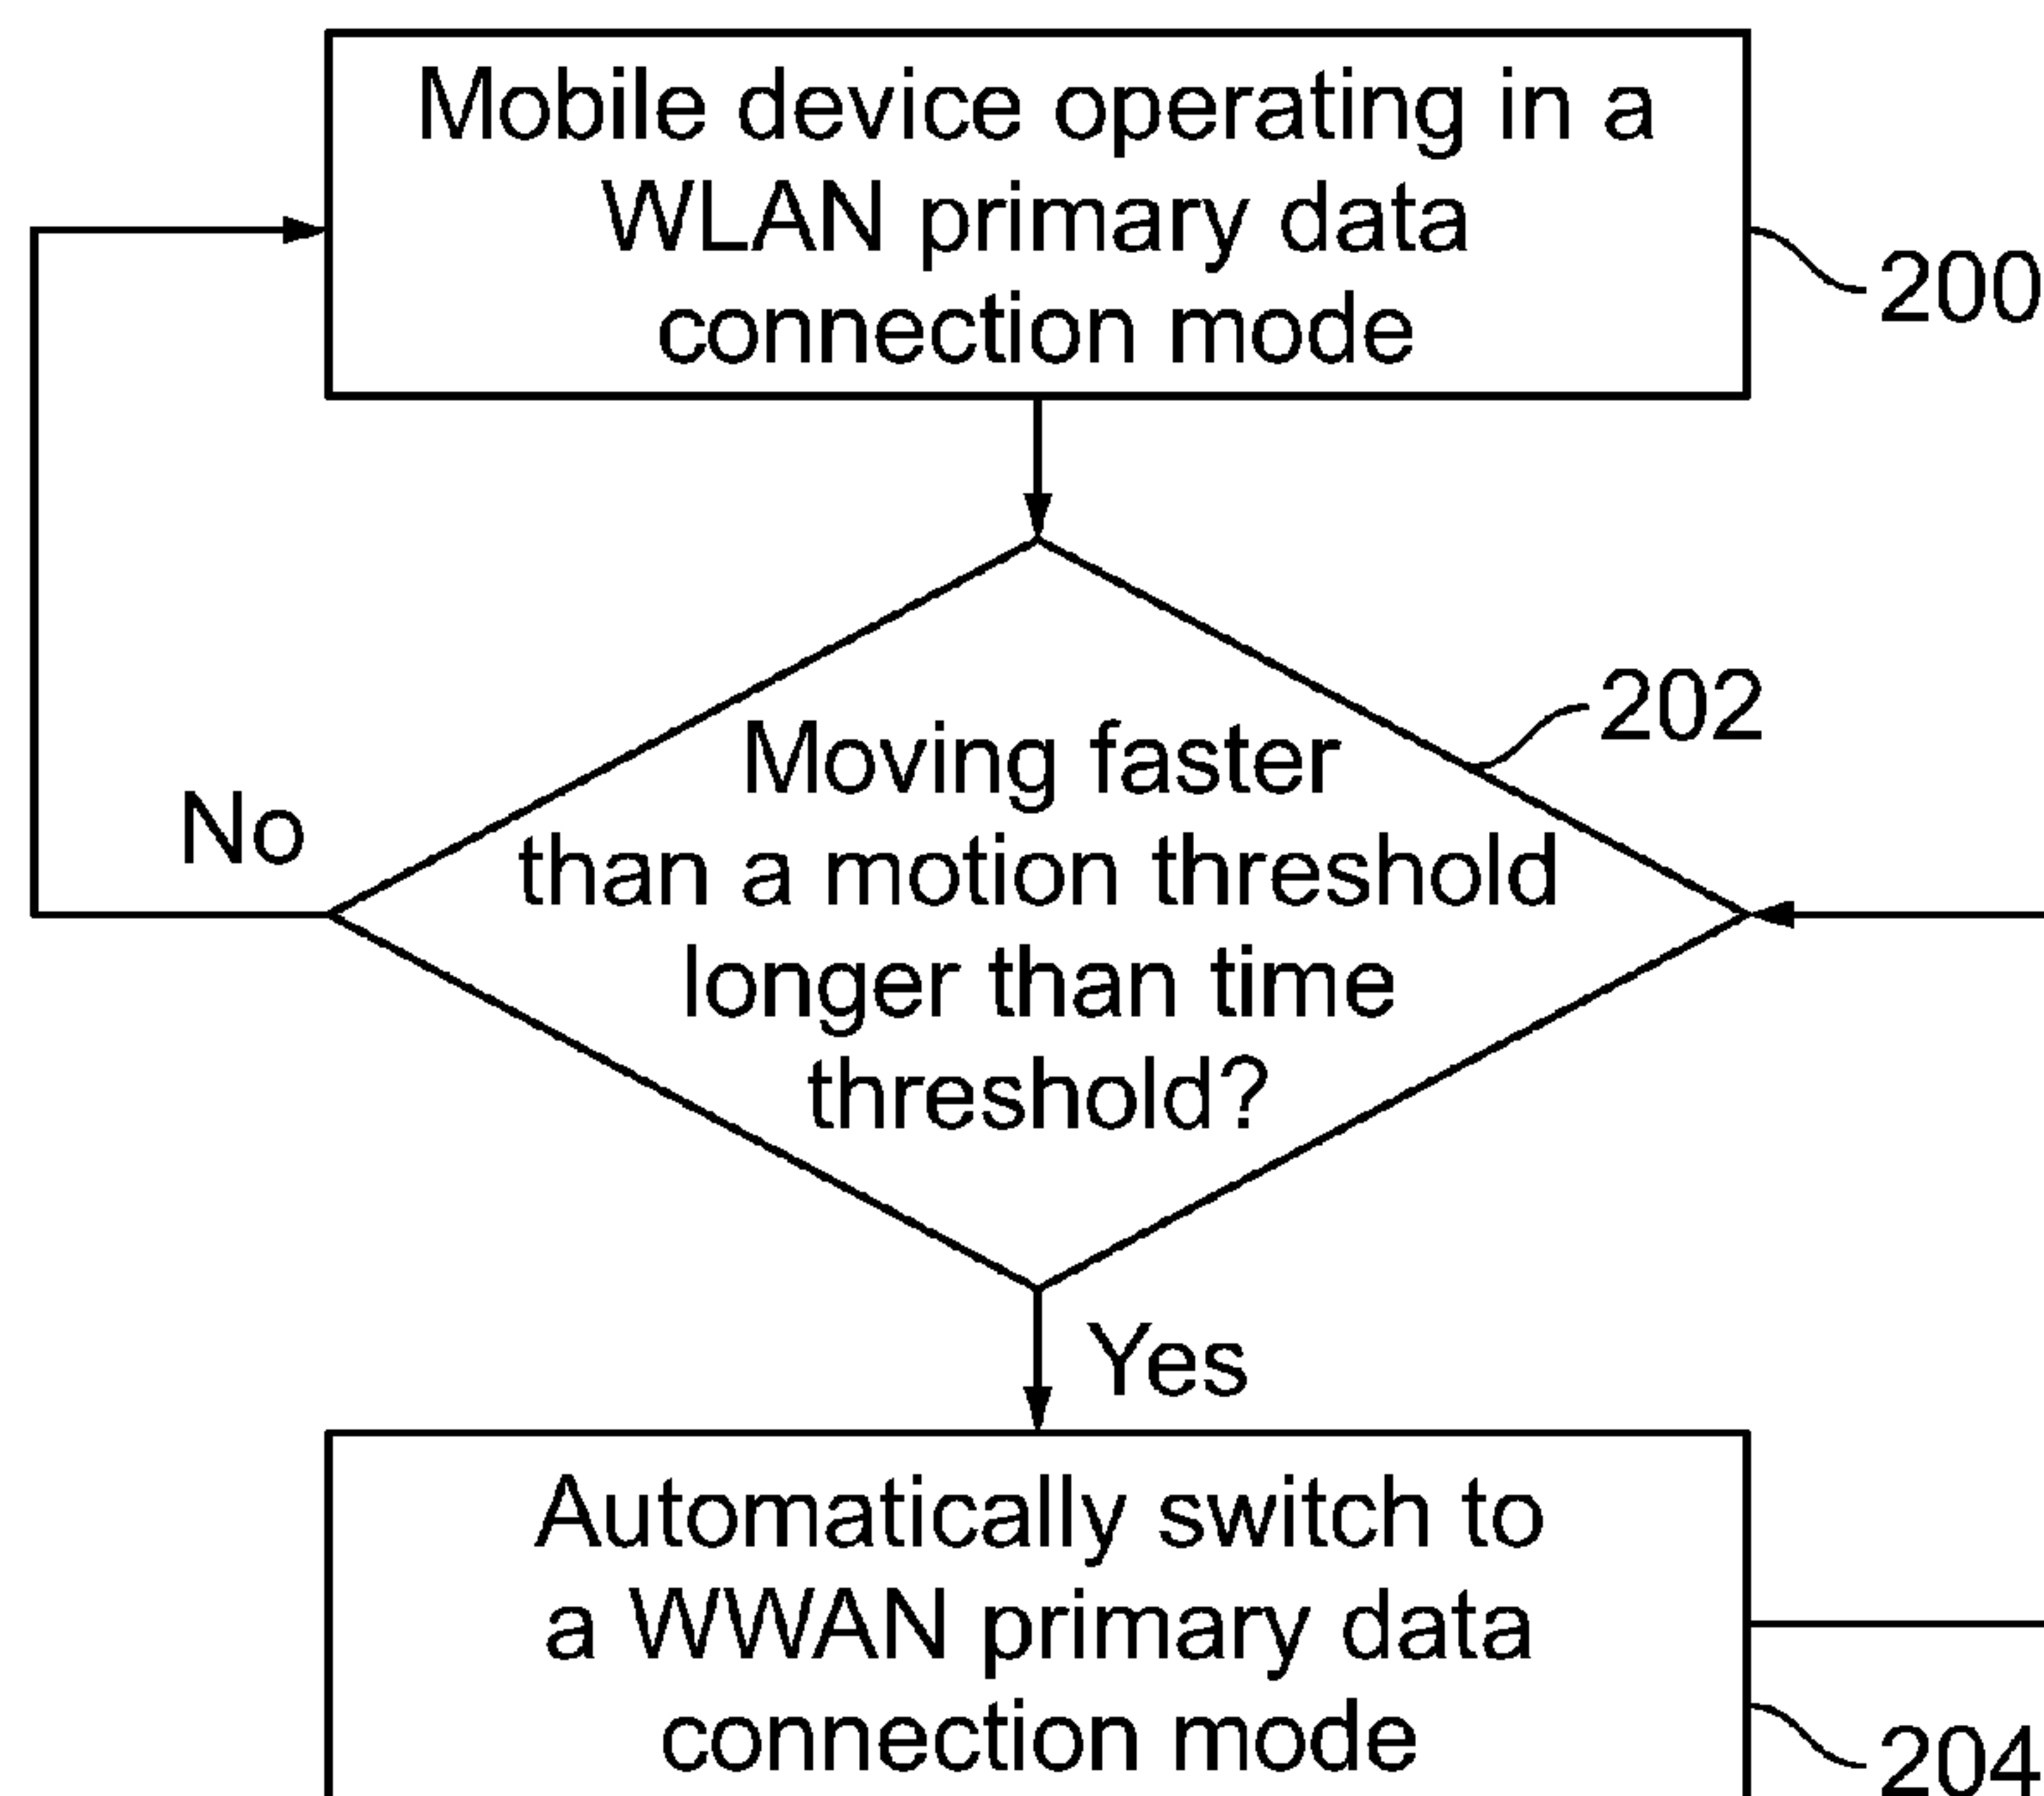 Mobile device operating in a
WLAN primary data
connection mode
200
202
Moving faster
than a motion threshold
longer than time
threshold?
No
Yes
Automatically switch to
a WWAN primary data
connection mode
204